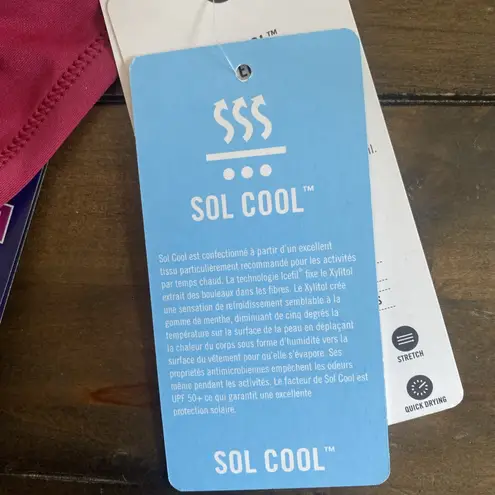 SOL COOL™
Sol Cool est confectionné à partir d'un excellent
tissu particulièrement recommandé pour les activités
par temps chaud. La technologie Icefil® fixe le Xylitol
extrait des bouleaux dans les fibres. Le Xylitol créé
une sensation de refroidissement semblable à la
gomme de menthe, diminuant de cinq degrés la
température sur la surface de la peau en déplaçant
la chaleur du corps sous forme d'humidité vers la
surface du vêtement pour qu'elle s'évapore. Ses
propriétés antimicrobiennes empêchent les odeurs
même pendant les activités. Le facteur de Sol Cool est
UPF 50+ ce qui garantit une excellente
protection solaire.
SOL COOL™
STRETCH
QUICK DRYING